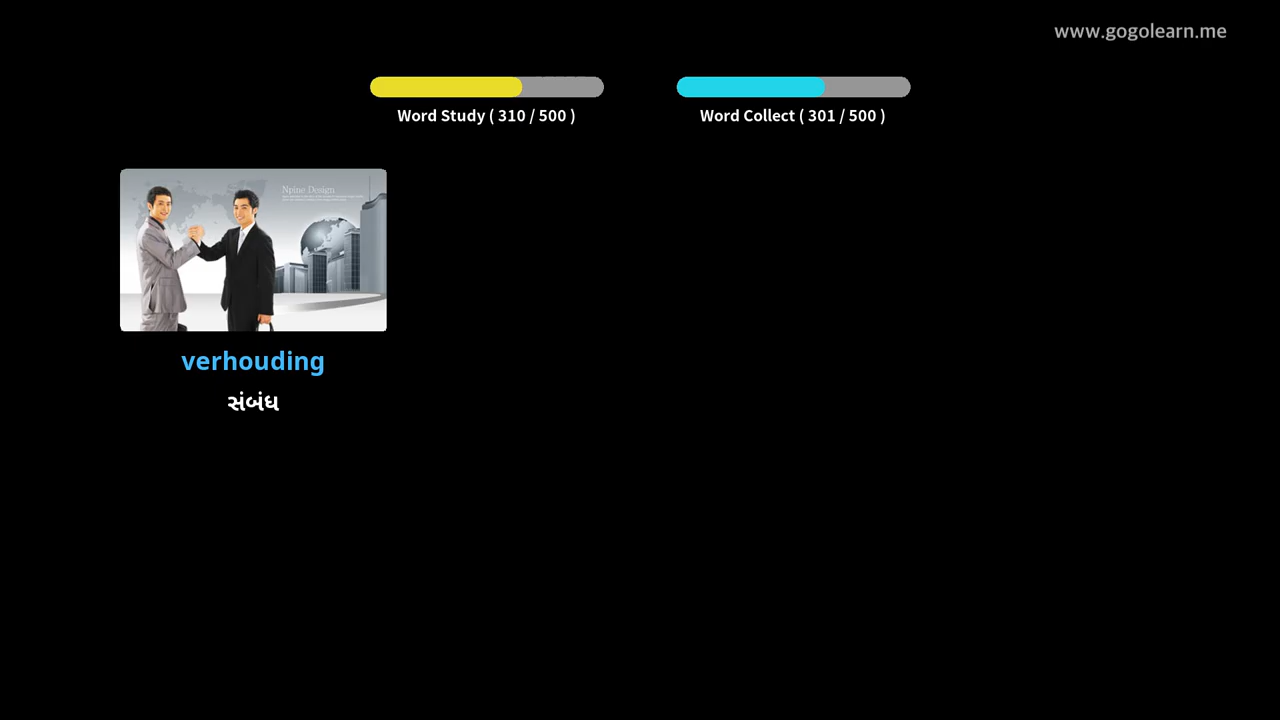 www.gogolearn.me
Word Study ( 310 / 500 )
Word Collect ( 301 / 500 )
Npine Design
verhouding
સંબંધ